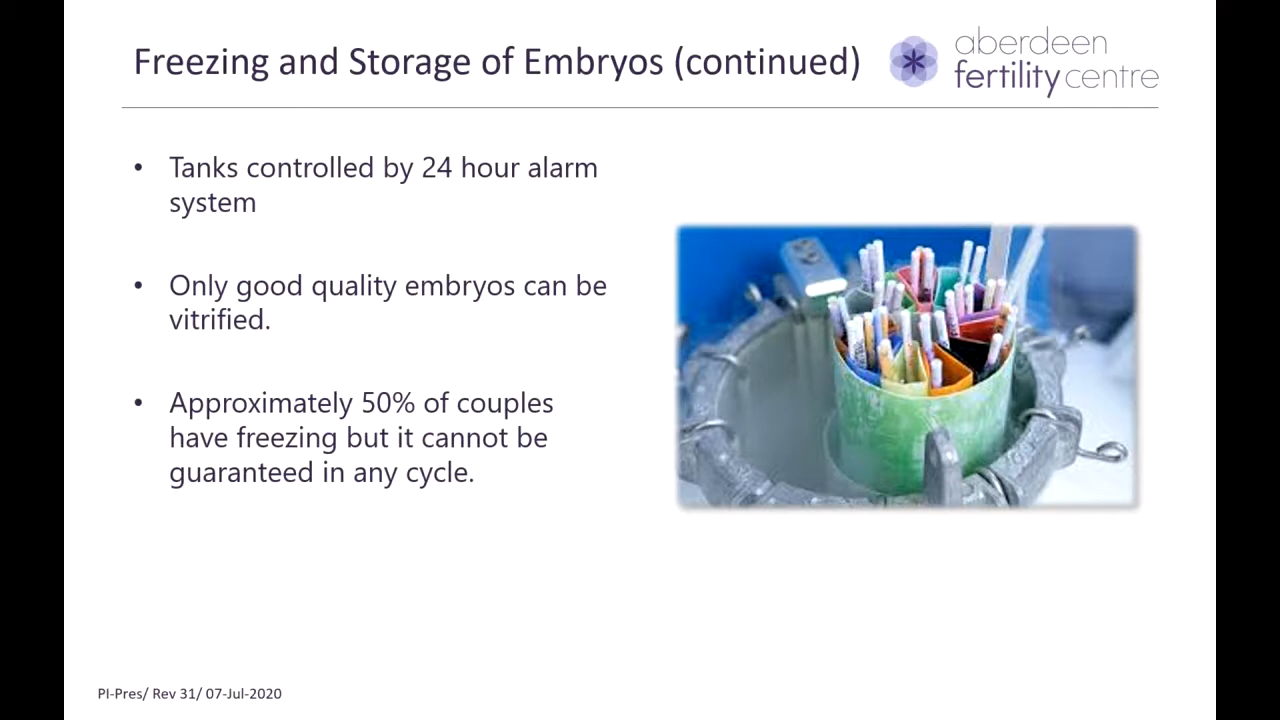 Freezing and Storage of Embryos (continued)
aberdeen
fertility centre
• Tanks controlled by 24 hour alarm
system
• Only good quality embryos can be
vitrified.
• Approximately 50% of couples
have freezing but it cannot be
guaranteed in any cycle.
PI-Pres/ Rev 31/ 07-Jul-2020